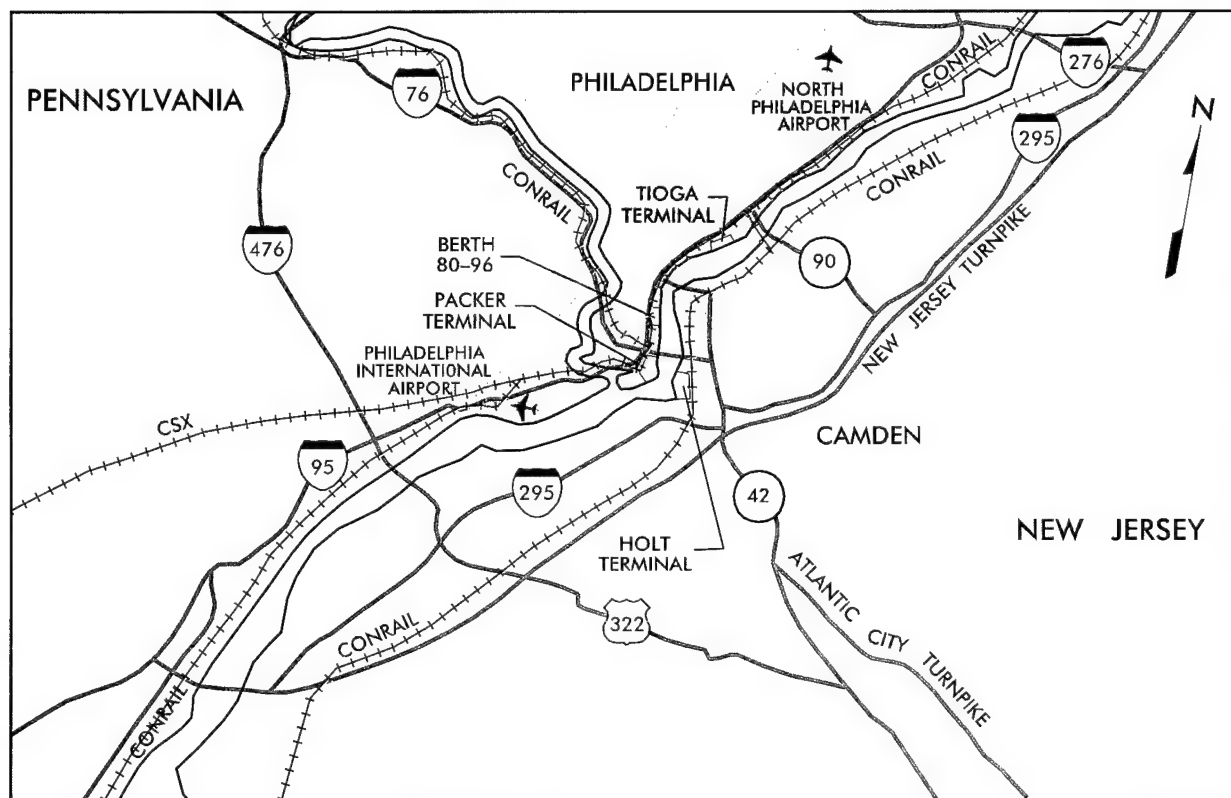 PENNSYLVANIA
PHILADELPHIA
76
NORTH
PHILADELPHIA
AIRPORT
CONRAIL
276
N
295
CONRAIL
CONRAIL
TIOGA
TERMINAL
476
BERTH
80–96
90
PACKER
TERMINAL
NEW JERSEY TURNPIKE
PHILADELPHIA
INTERNATIONAL
AIRPORT
CSX
CAMDEN
95
295
42
NEW JERSEY
HOLT
TERMINAL
ATLANTIC CITY TURNPIKE
322
CONRAIL
CONRAIL